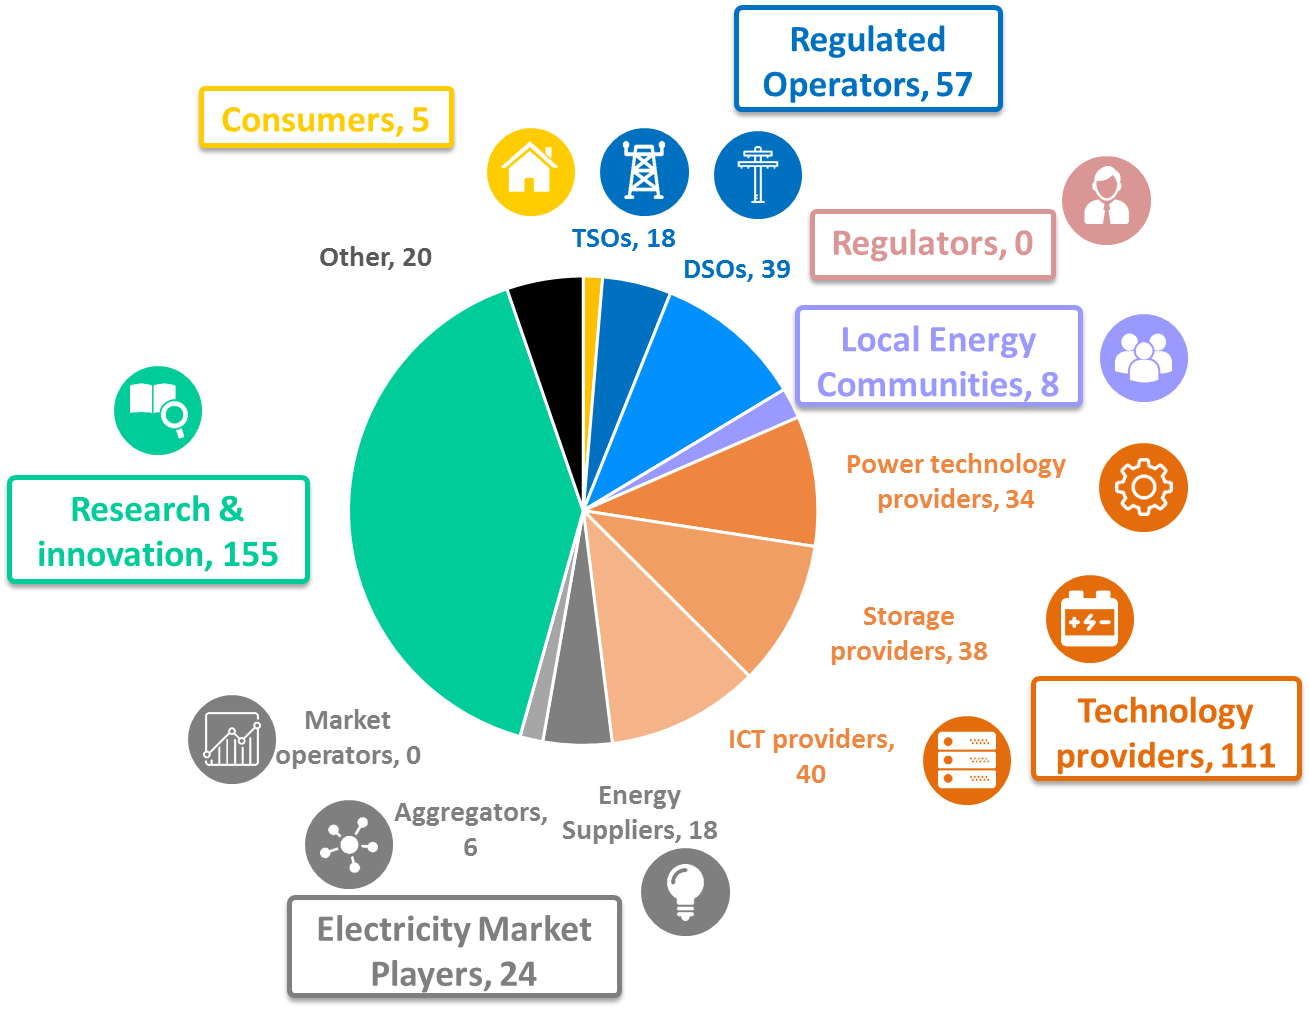 Regulated
Operators, 57
Consumers, 5
TSOs, 18
DSOs, 39
Regulators, 0
Other, 20
Local Energy
Communities, 8
Power technology
providers, 34
Research &
innovation, 155
Storage
providers, 38
Technology
providers, 111
ICT providers,
40
Market
operators, 0
Aggregators,
6
Energy
Suppliers, 18
Electricity Market
Players, 24